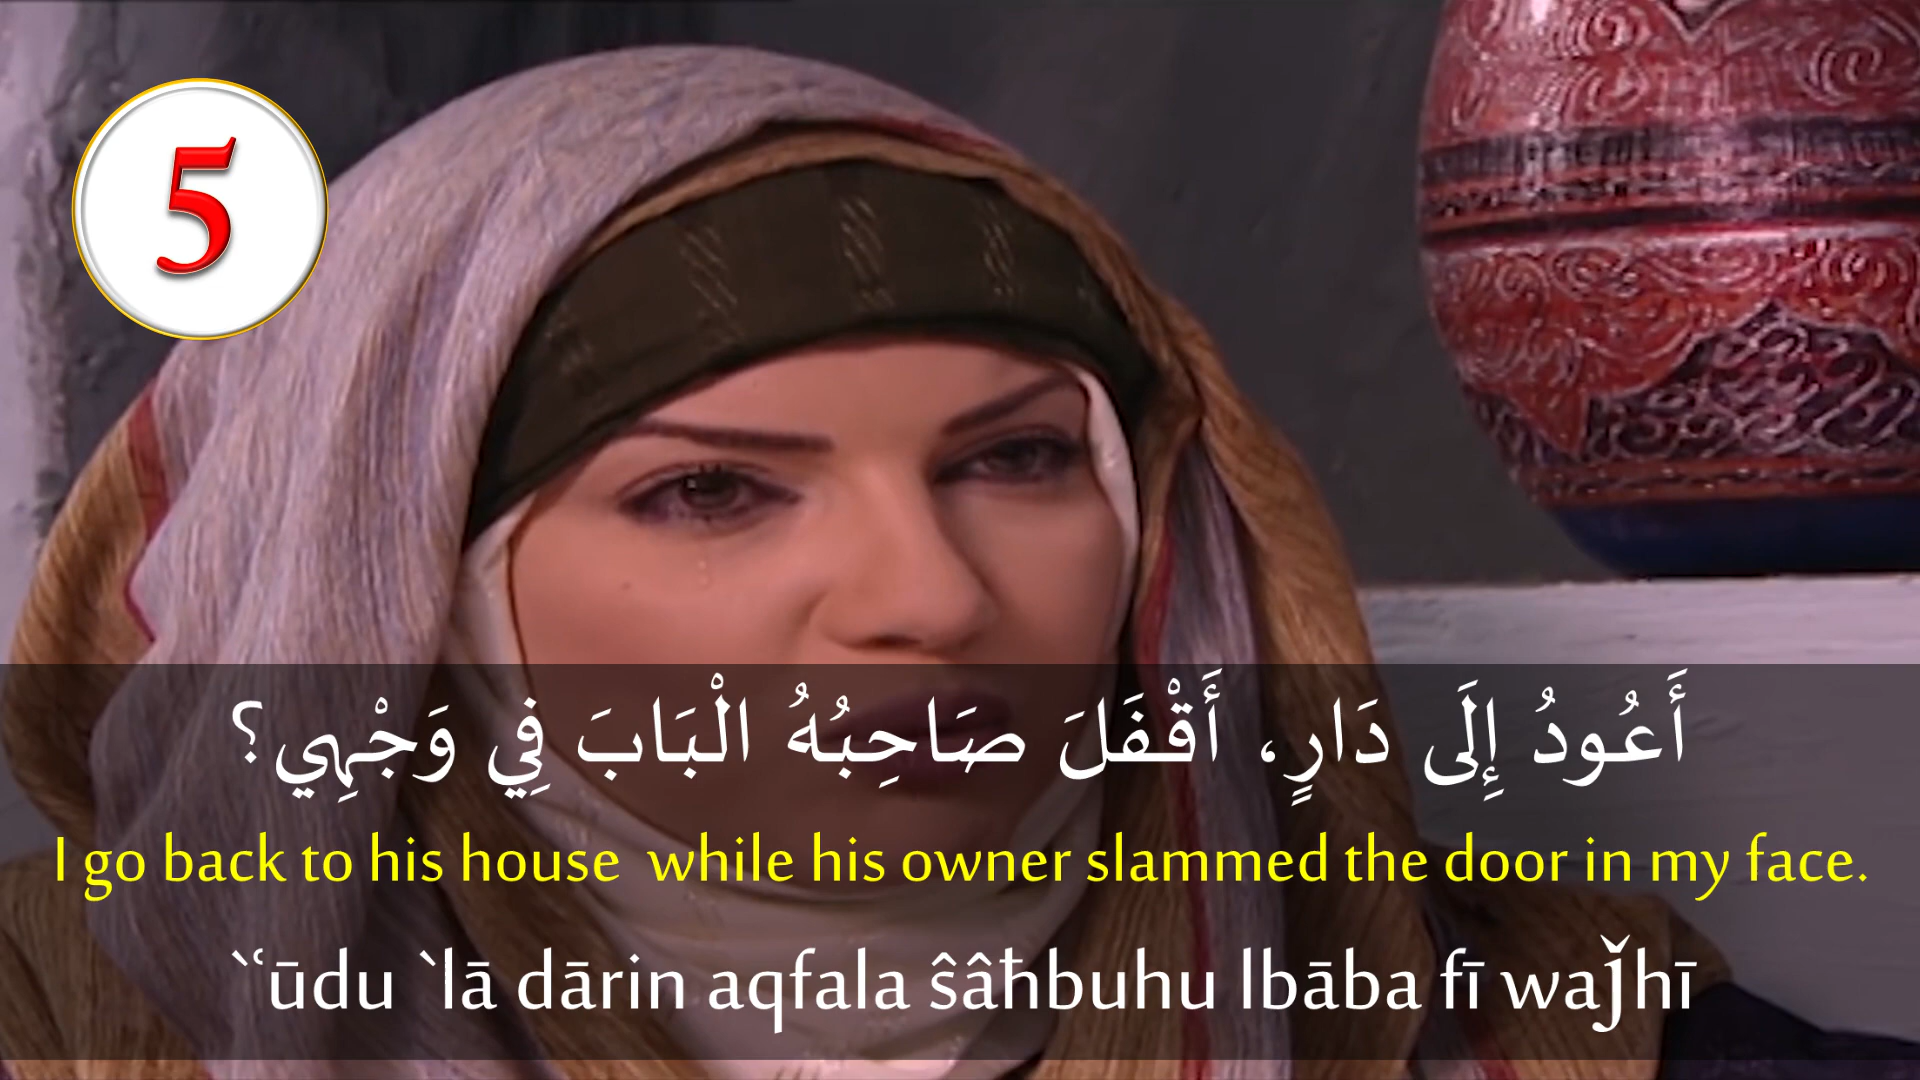 5
أَعُودُ إِلَى دَارٍ، أَقْفَلَ صَاحِبُهُ الْبَابَ فِي وَجْهِي؟
I go back to his house  while his owner slammed the door in my face.
`ʿūdu `lā dārin aqfala ŝâħbuhu lbāba fī waǰhī